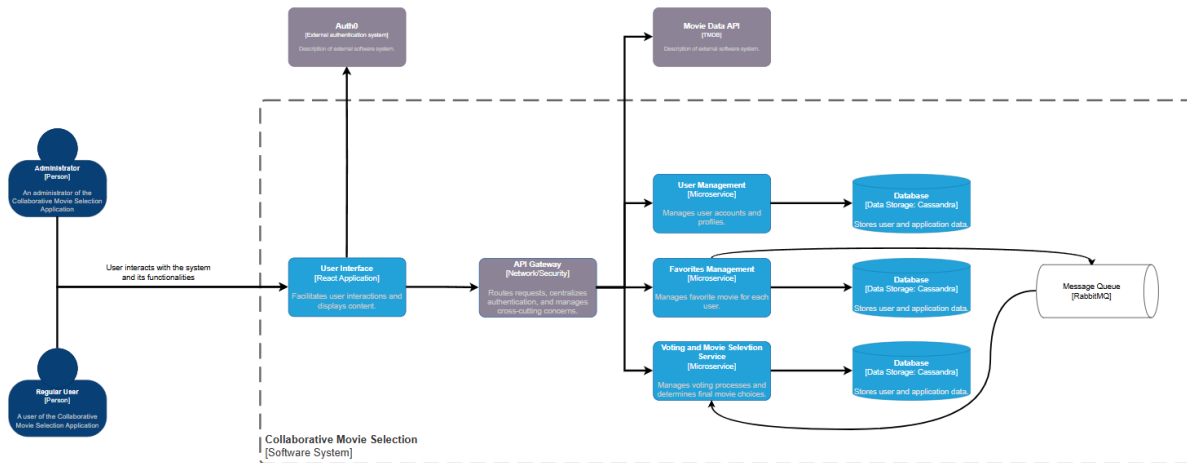 Auth0
[External authentication system]
Description of external software system.
Movie Data API
[TMDB]
Description of external software system.
Administrator
[Person]
An administrator of the
Collaborative Movie Selection
Application
User interacts with the system
and its functionalities
Regular User
[Person]
A user of the Collaborative
Movie Selection Application
User Interface
[React Application]
Facilitates user interactions and
displays content.
API Gateway
[Network/Security]
Routes requests, centralizes
authentication, and manages
cross-cutting concerns.
User Management
[Microservice]
Manages user accounts and
profiles.
Database
[Data Storage: Cassandra]
Stores user and application data.
Favorites Management
[Microservice]
Manages favorite movie for each
user.
Database
[Data Storage: Cassandra]
Stores user and application data.
Message Queue
[RabbitMQ]
Voting and Movie Selevtion
Service
[Microservice]
Manages voting processes and
determines final movie choices.
Database
[Data Storage: Cassandra]
Stores user and application data.
Collaborative Movie Selection
[Software System]